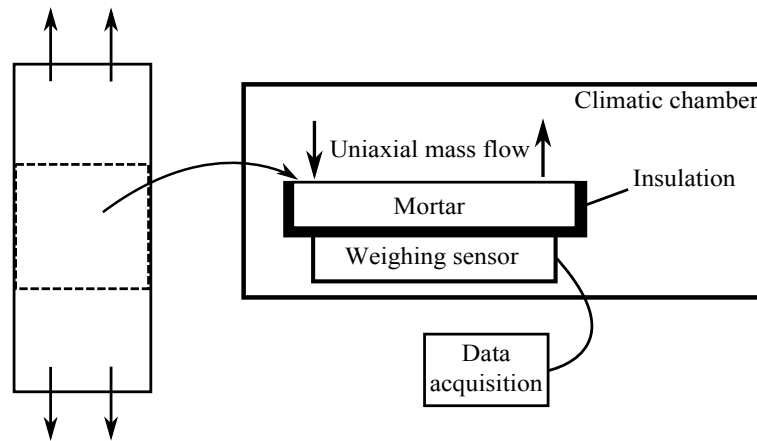 Climatic chamber
Uniaxial mass flow
Insulation
Mortar
Weighing sensor
Data
acquisition